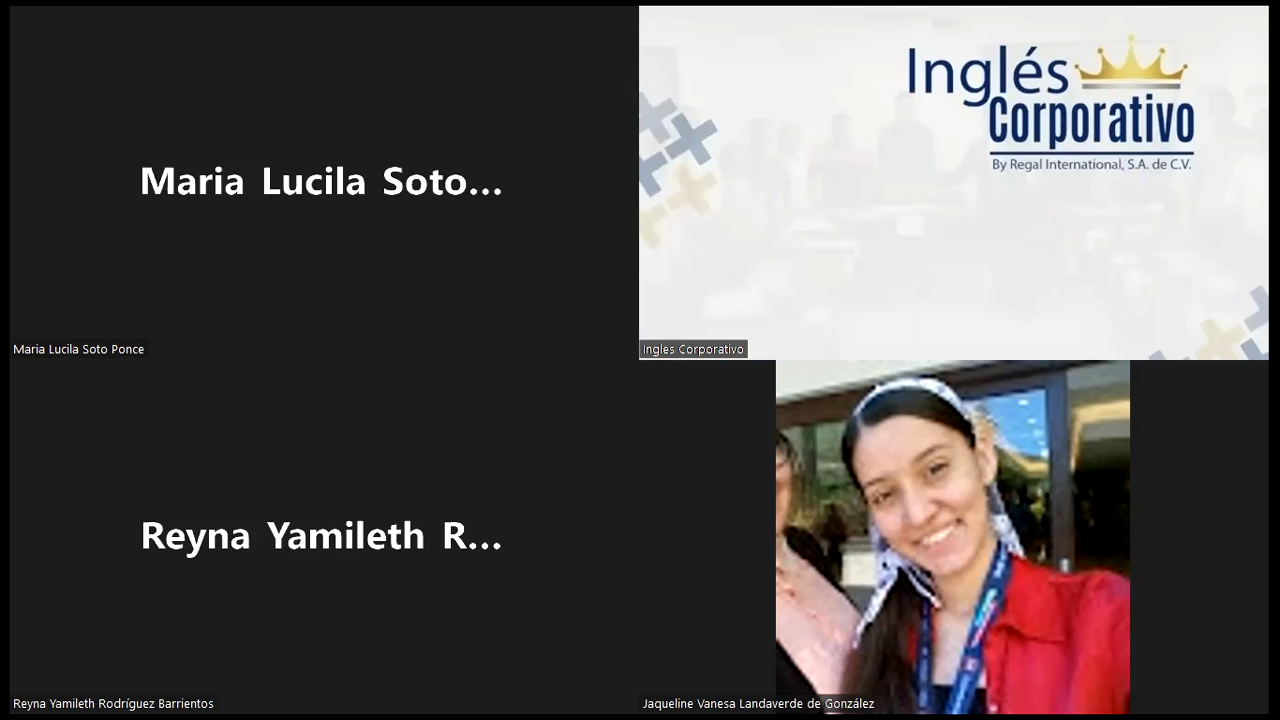 Maria Lucila Soto...
Maria Lucila Soto Ponce
Inglés
Corporativo
By Regal International, S.A. de C.V.
Ingles Corporativo
Reyna Yamileth R...
Reyna Yamileth Rodríguez Barrientos
Jaqueline Vanesa Landaverde de González